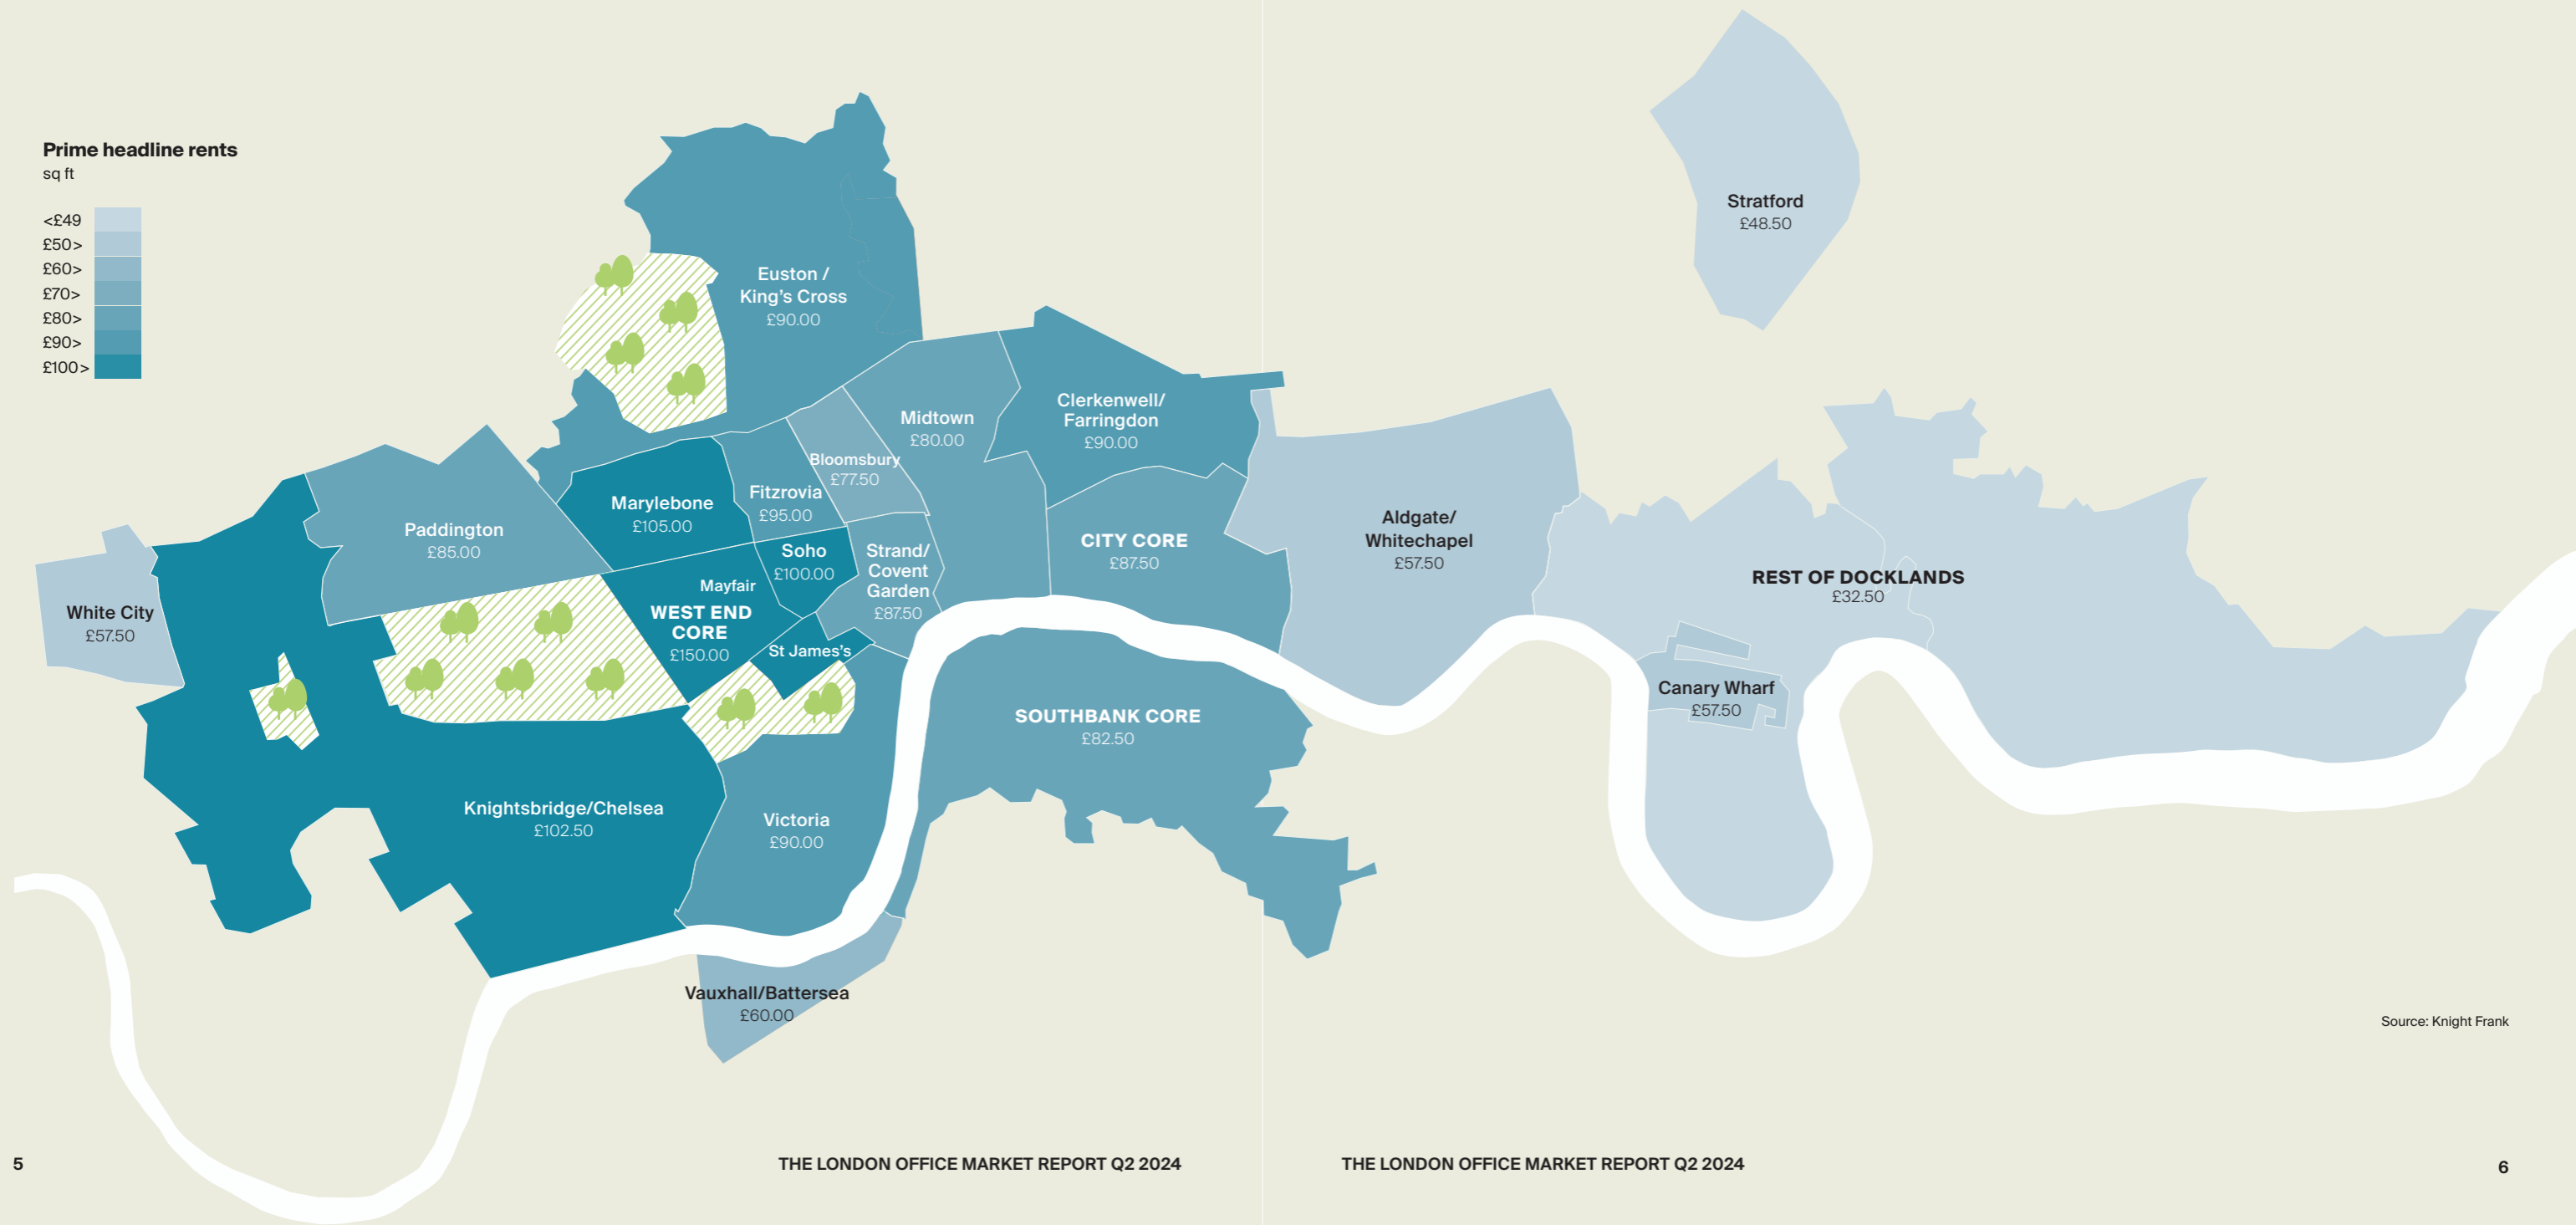 Prime headline rents
sq ft
<£49
£50>
£60>
£70>
£80>
£90>
£100>
Stratford
£48.50
Euston /
King’s Cross
£90.00
Clerkenwell/
Farringdon
£90.00
Midtown
£80.00
Bloomsbury
£77.50
Fitzrovia
£95.00
Marylebone
£105.00
Paddington
£85.00
White City
£57.50
Soho
£100.00
Strand/
Covent
Garden
£87.50
CITY CORE
£87.50
Aldgate/
Whitechapel
£57.50
REST OF DOCKLANDS
£32.50
Mayfair
WEST END
CORE
£150.00
St James’s
Canary Wharf
£57.50
SOUTHBANK CORE
£82.50
Knightsbridge/Chelsea
£102.50
Victoria
£90.00
Vauxhall/Battersea
£60.00
Source: Knight Frank
5
THE LONDON OFFICE MARKET REPORT Q2 2024
THE LONDON OFFICE MARKET REPORT Q2 2024
6